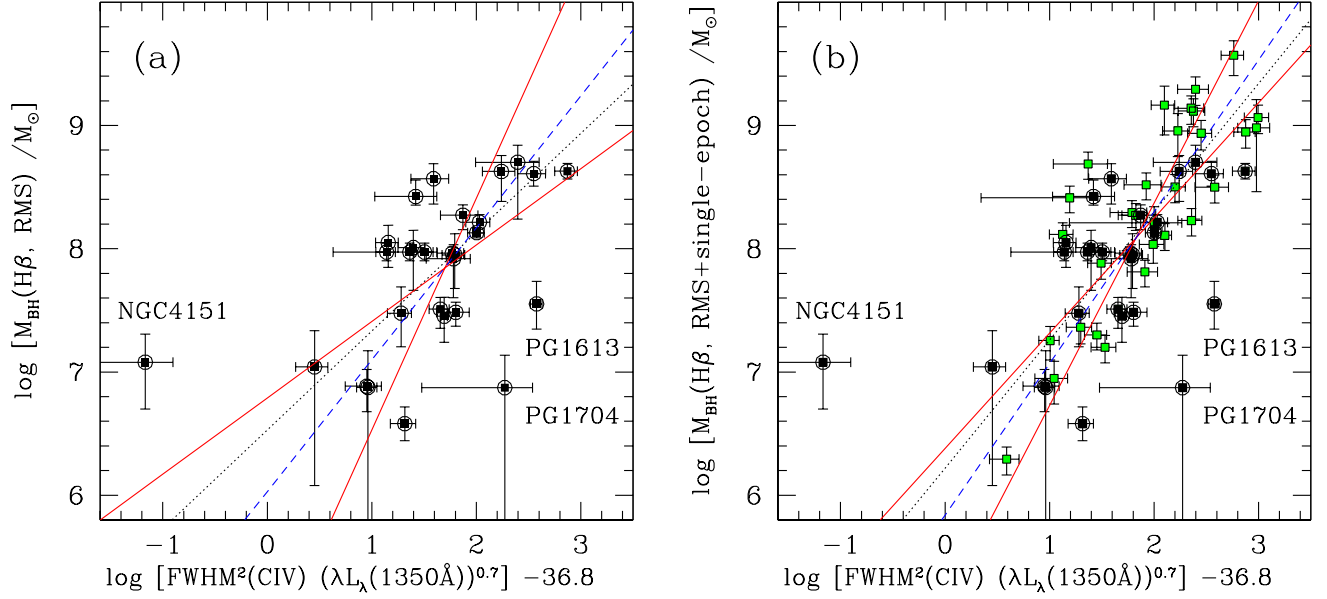 (a)
log [M_BH(Hβ, RMS) /M_⊙]
9
8
7
6
NGC4151
PG1613
PG1704
−1 0 1 2 3
log [FWHM²(CIV) (λL_λ(1350Å))^0.7] −36.8
(b)
log [M_BH(Hβ, RMS+single−epoch) /M_⊙]
9
8
7
6
NGC4151
PG1613
PG1704
−1 0 1 2 3
log [FWHM²(CIV) (λL_λ(1350Å))^0.7] −36.8